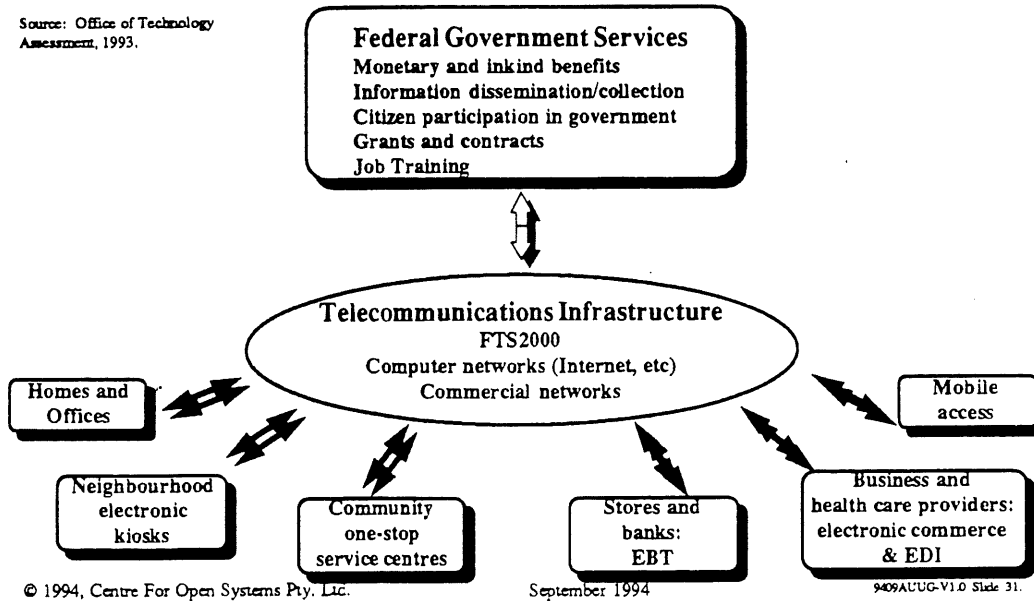 Source: Office of Technology
Assessment, 1993.
Federal Government Services
Monetary and inkind benefits
Information dissemination/collection
Citizen participation in government
Grants and contracts
Job Training
Telecommunications Infrastructure
FTS2000
Computer networks (Internet, etc)
Commercial networks
Homes and
Offices
Mobile
access
Neighbourhood
electronic
kiosks
Community
one-stop
service centres
Stores and
banks:
EBT
Business and
health care providers:
electronic commerce
& EDI
© 1994, Centre For Open Systems Pty. Ltd.
September 1994
9409AUUG-V1.0 Slide 31.